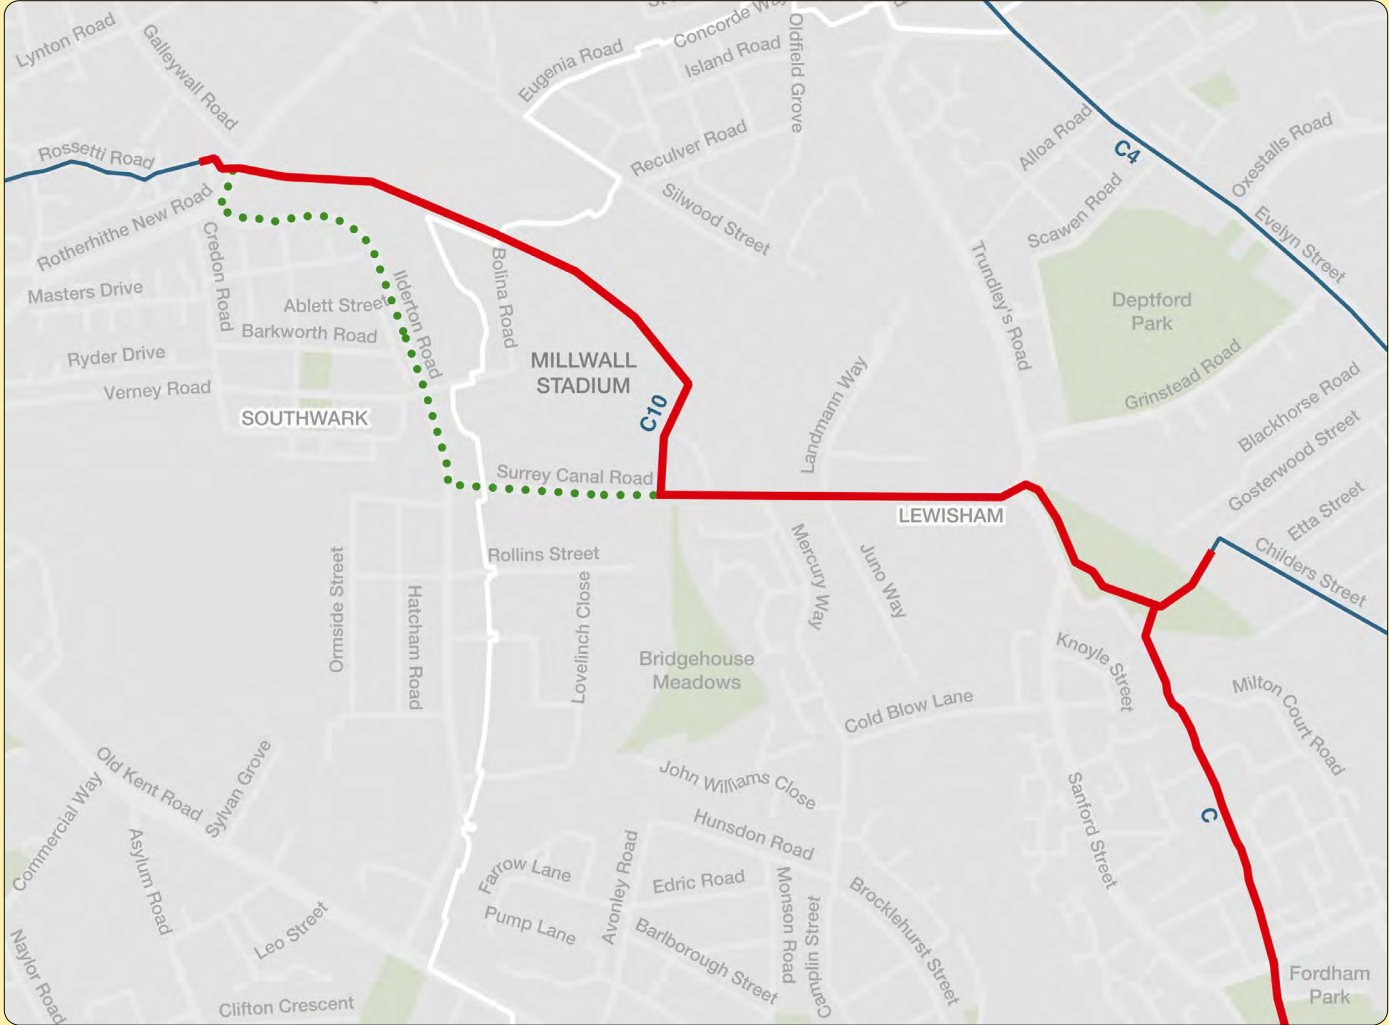 Lynton Road
Galleywall Road
Concorde Way
Eugenia Road
Island Road
Oldfield Grove
Rossetti Road
Reculver Road
Alloa Road
C4
Oxestalls Road
Rotherhithe New Road
Silwood Street
Scawen Road
Evelyn Street
Credon Road
Bolina Road
Trundley's Road
Masters Drive
Ablett Street
Ilderton Road
Deptford
Park
Barkworth Road
Ryder Drive
MILLWALL
STADIUM
Verney Road
Landmann Way
Grinstead Road
Blackhorse Road
SOUTHWARK
C10
Gosterwood Street
Surrey Canal Road
LEWISHAM
Etta Street
Rollins Street
Childers Street
Ormside Street
Hatcham Road
Lovelinch Close
Mercury Way
Juno Way
Bridgehouse
Meadows
Knoyle Street
Milton Court Road
Cold Blow Lane
Old Kent Road
Sylvan Grove
Commercial Way
John Williams Close
Sanford Street
C
Hunsdon Road
Asylum Road
Farrow Lane
Avonley Road
Edric Road
Monson Road
Camplin Street
Brocklehurst Street
Pump Lane
Leo Street
Barlborough Street
Naylor Road
Clifton Crescent
Fordham
Park